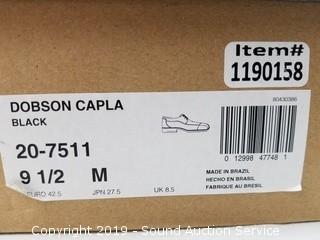 Item#
1190158
DOBSON CAPLA
BLACK
80430386
20-7511
9 1/2 M
EURO 42.5 JPN 27.5 UK 8.5
0 12998 47748 1
MADE IN BRAZIL
HECHO EN BRASIL
FABRIQUE AU BRESIL
Copyright 2019 - Sound Auction Service